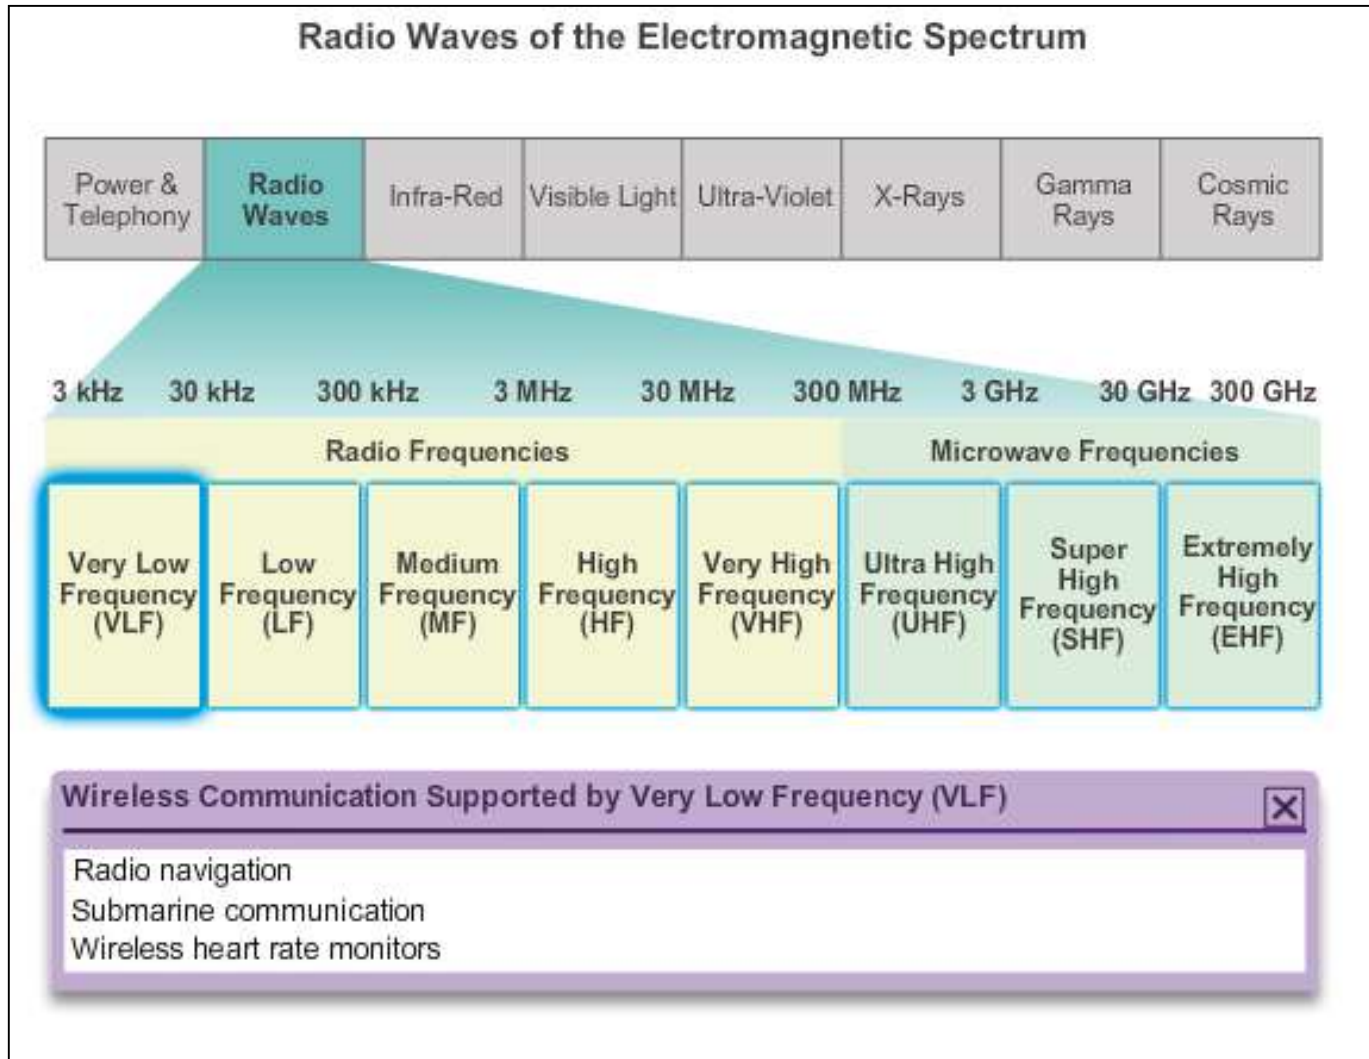 Radio Waves of the Electromagnetic Spectrum
Power &
Telephony
Radio
Waves
Infra-Red
Visible Light
Ultra-Violet
X-Rays
Gamma
Rays
Cosmic
Rays
3 kHz 30 kHz 300 kHz 3 MHz 30 MHz 300 MHz 3 GHz 30 GHz 300 GHz
Radio Frequencies
Microwave Frequencies
Very Low
Frequency
(VLF)
Low
Frequency
(LF)
Medium
Frequency
(MF)
High
Frequency
(HF)
Very High
Frequency
(VHF)
Ultra High
Frequency
(UHF)
Super
High
Frequency
(SHF)
Extremely
High
Frequency
(EHF)
Wireless Communication Supported by Very Low Frequency (VLF)
Radio navigation
Submarine communication
Wireless heart rate monitors